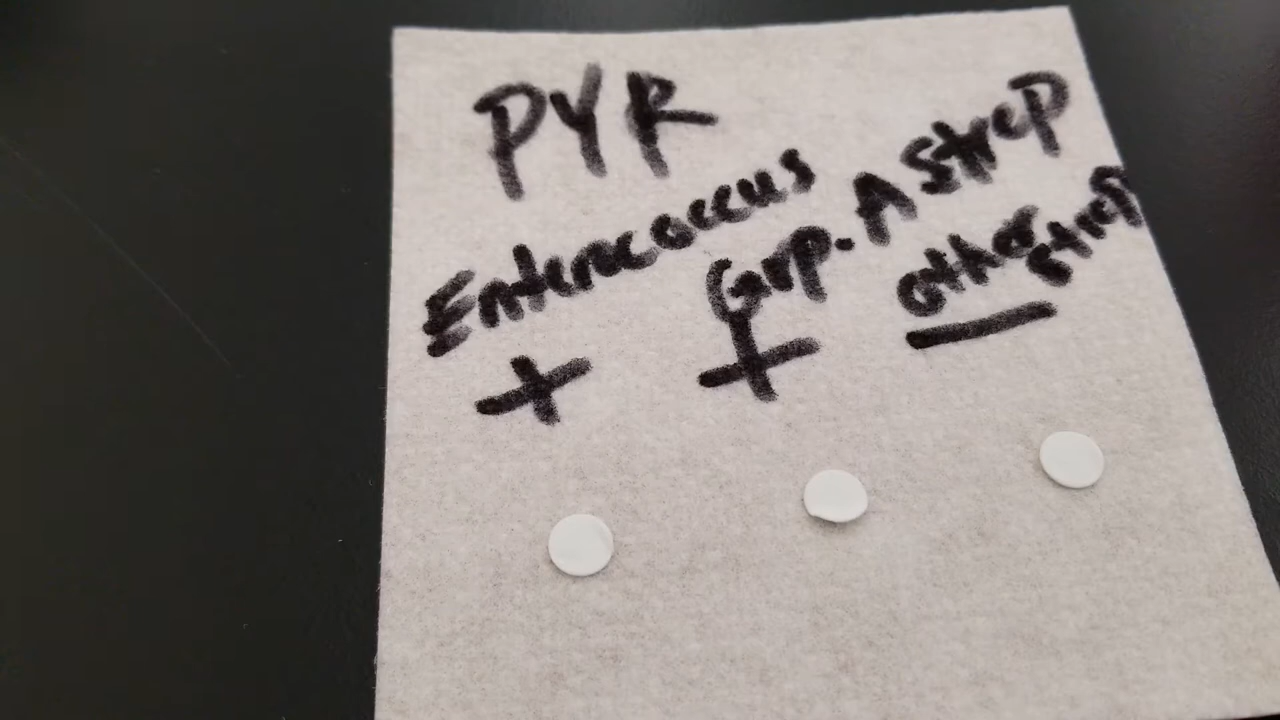 PYR
Enterococcus
+
Grp. A Strep
+
other strep
—